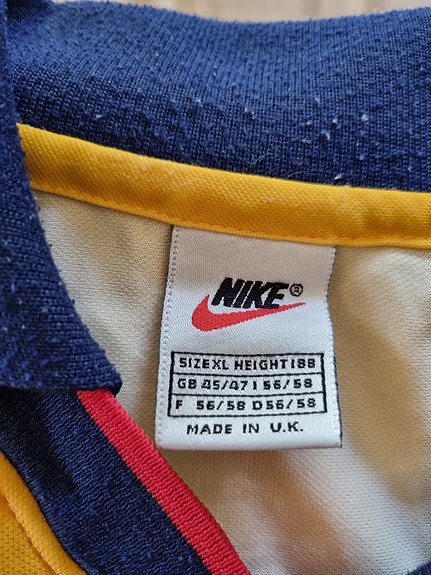 NIKE®
SIZE XL HEIGHT 188
GB 45/47 I 56/58
F 56/58 D 56/58
MADE IN U.K.